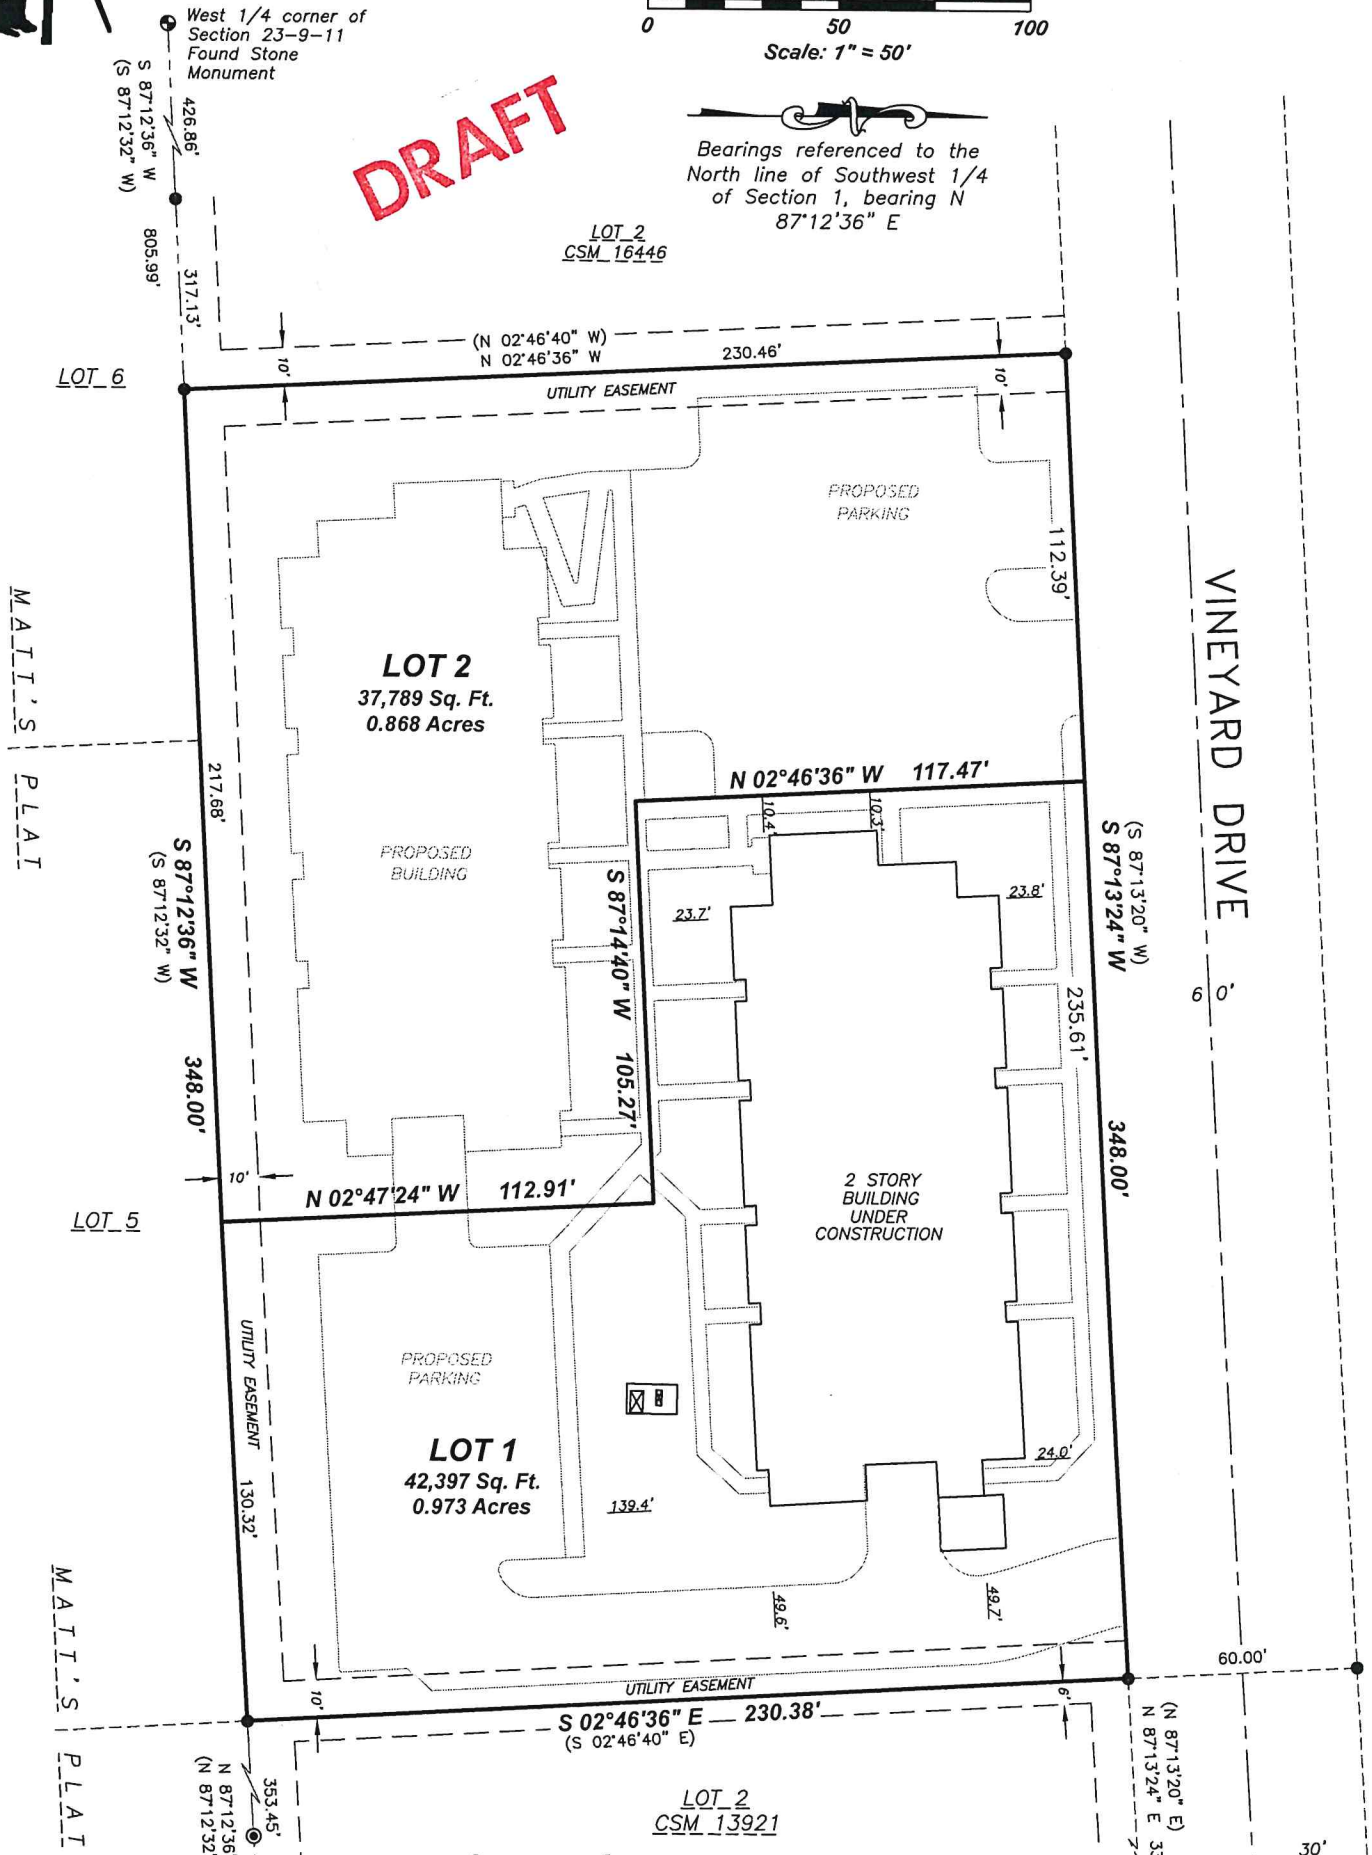 West 1/4 corner of
Section 23-9-11
Found Stone
Monument
0 50 100
Scale: 1" = 50'
DRAFT
Bearings referenced to the
North line of Southwest 1/4
of Section 1, bearing N
87°12'36" E
S 87°12'36" W
(S 87°12'32" W)
426.86'
805.99'
317.13'
LOT 2
CSM 16446
(N 02°46'40" W)
N 02°46'36" W 230.46'
10'
10'
UTILITY EASEMENT
LOT 6
PROPOSED
PARKING
112.39'
VINEYARD DRIVE
MATT'S PLAT
LOT 2
37,789 Sq. Ft.
0.868 Acres
217.68'
N 02°46'36" W 117.47'
10.4'
10.3'
PROPOSED
BUILDING
S 87°12'36" W 348.00'
(S 87°12'32" W)
S 87°14'40" W 105.27'
23.7'
23.8'
(S 87°13'20" W)
S 87°13'24" W 348.00'
235.61'
60'
10'
N 02°47'24" W 112.91'
LOT 5
2 STORY
BUILDING
UNDER
CONSTRUCTION
UTILITY EASEMENT 130.32'
PROPOSED
PARKING
LOT 1
42,397 Sq. Ft.
0.973 Acres
139.4'
24.0'
49.6'
49.7'
MATT'S PLAT
10'
UTILITY EASEMENT
6'
60.00'
S 02°46'36" E 230.38'
(S 02°46'40" E)
353.45'
N 87°12'36
(N 87°12'32"
LOT 2
CSM 13921
(N 87°13'20" E)
N 87°13'24" E 33
30'